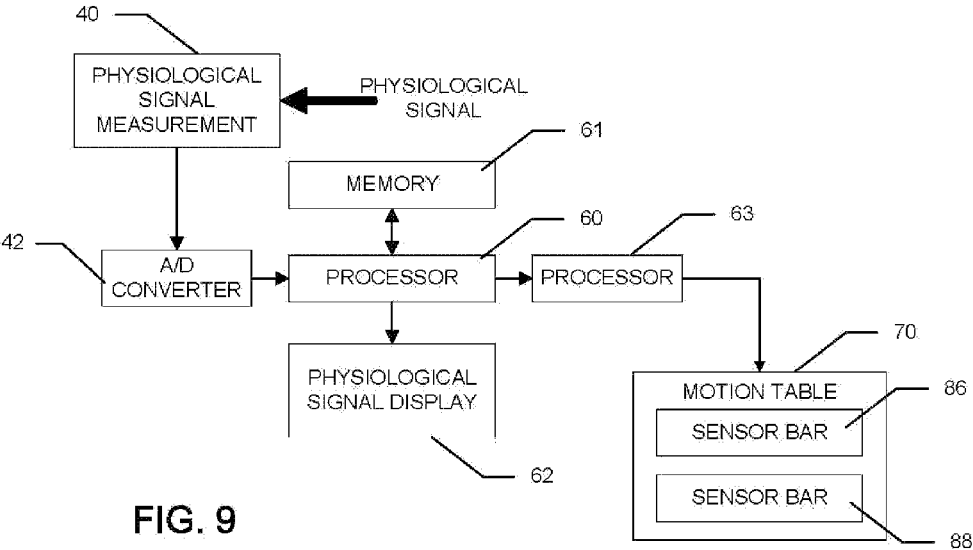 40
PHYSIOLOGICAL
SIGNAL
MEASUREMENT
PHYSIOLOGICAL
SIGNAL
61
MEMORY
42
A/D
CONVERTER
60
PROCESSOR
63
PROCESSOR
PHYSIOLOGICAL
SIGNAL DISPLAY
62
70
MOTION TABLE
86
SENSOR BAR
SENSOR BAR
88
FIG. 9